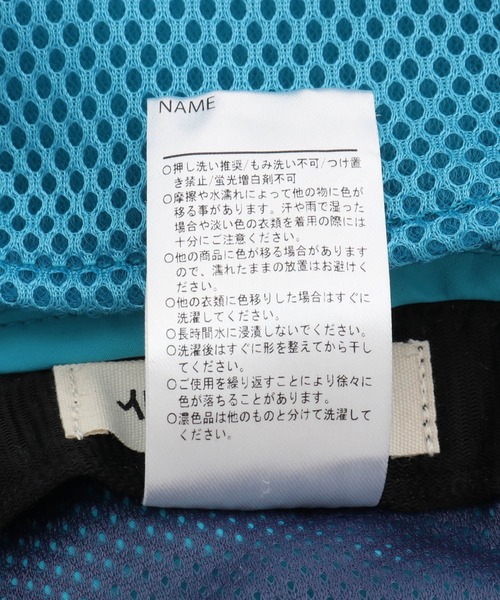 NAME
○押し洗い推奨/もみ洗い不可/つけ置
き禁止/蛍光増白剤不可
○摩擦や水濡れによって他の物に色が
移る事があります。汗や雨で湿った
場合や淡い色の衣類を着用の際には
十分にご注意ください。
○他の商品に色が移る場合があります
ので、濡れたままの放置はお避けく
ださい。
○他の衣類に色移りした場合はすぐに
洗濯してください。
○長時間水に浸漬しないでください。
○洗濯後はすぐに形を整えてから干し
てください。
○ご使用を繰り返すことにより徐々に
色が落ちることがあります。
○濃色品は他のものと分けて洗濯して
ください。